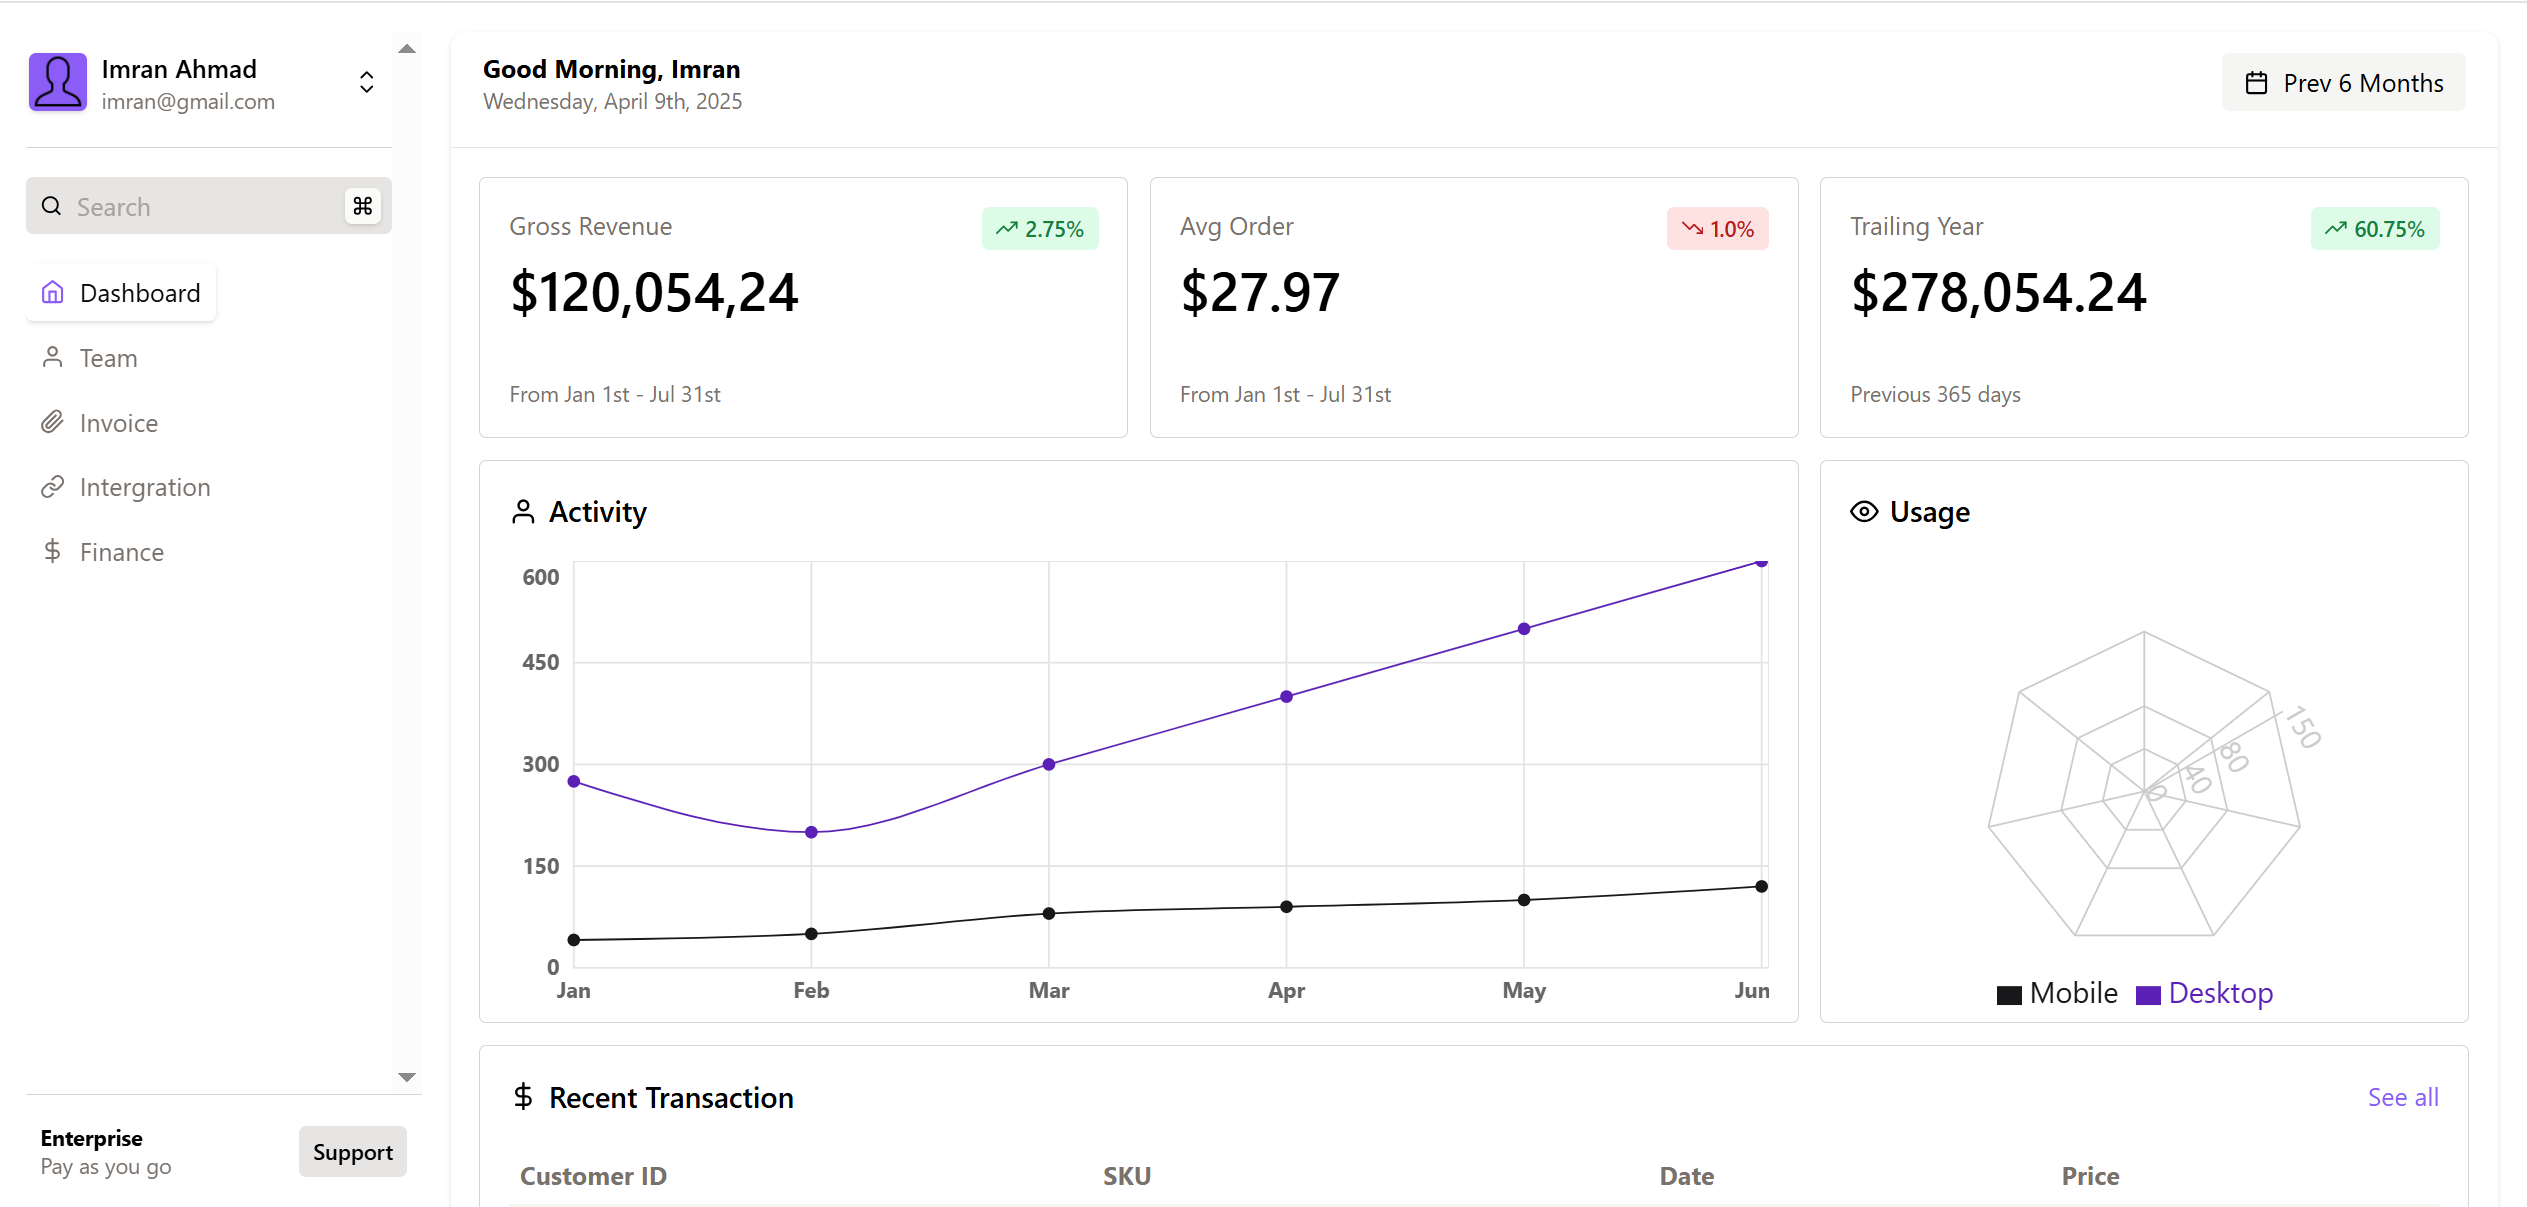 Imran Ahmad
imran@gmail.com
Search
⌘
Dashboard
Team
Invoice
Intergration
Finance
Enterprise
Pay as you go
Support
Good Morning, Imran
Wednesday, April 9th, 2025
Prev 6 Months
Gross Revenue
2.75%
$120,054,24
From Jan 1st - Jul 31st
Avg Order
1.0%
$27.97
From Jan 1st - Jul 31st
Trailing Year
60.75%
$278,054.24
Previous 365 days
Activity
600
450
300
150
0
Jan Feb Mar Apr May Jun
Usage
150
80
40
0
Mobile Desktop
Recent Transaction
See all
Customer ID SKU Date Price